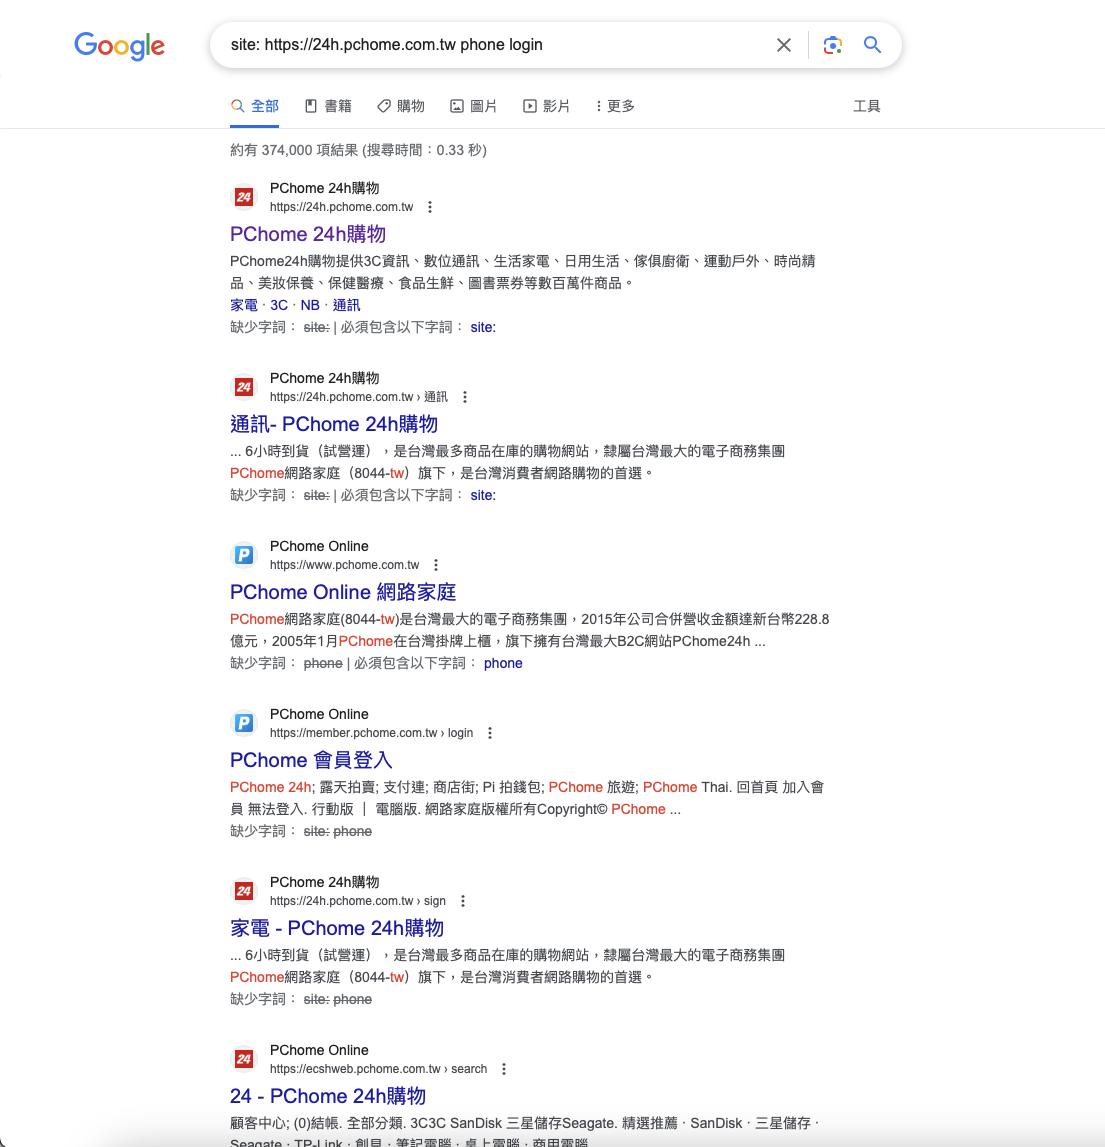 Google
site: https://24h.pchome.com.tw phone login
全部
書籍
購物
圖片
影片
更多
工具
約有 374,000 項結果 (搜尋時間：0.33 秒)
24
PChome 24h購物
https://24h.pchome.com.tw
PChome 24h購物
PChome24h購物提供3C資訊、數位通訊、生活家電、日用生活、傢俱廚衛、運動戶外、時尚精
品、美妝保養、保健醫療、食品生鮮、圖書票券等數百萬件商品。
家電 · 3C · NB · 通訊
缺少字詞： site: | 必須包含以下字詞： site:
24
PChome 24h購物
https://24h.pchome.com.tw › 通訊
通訊- PChome 24h購物
... 6小時到貨（試營運），是台灣最多商品在庫的購物網站，隸屬台灣最大的電子商務集團
PChome網路家庭（8044-tw）旗下，是台灣消費者網路購物的首選。
缺少字詞： site: | 必須包含以下字詞： site:
P
PChome Online
https://www.pchome.com.tw
PChome Online 網路家庭
PChome網路家庭(8044-tw)是台灣最大的電子商務集團，2015年公司合併營收金額達新台幣228.8
億元，2005年1月PChome在台灣掛牌上櫃，旗下擁有台灣最大B2C網站PChome24h ...
缺少字詞： phone | 必須包含以下字詞： phone
P
PChome Online
https://member.pchome.com.tw › login
PChome 會員登入
PChome 24h; 露天拍賣; 支付連; 商店街; Pi 拍錢包; PChome 旅遊; PChome Thai. 回首頁 加入會
員 無法登入. 行動版 ｜ 電腦版. 網路家庭版權所有Copyright© PChome ...
缺少字詞： site: phone
24
PChome 24h購物
https://24h.pchome.com.tw › sign
家電 - PChome 24h購物
... 6小時到貨（試營運），是台灣最多商品在庫的購物網站，隸屬台灣最大的電子商務集團
PChome網路家庭（8044-tw）旗下，是台灣消費者網路購物的首選。
缺少字詞： site: phone
24
PChome Online
https://ecshweb.pchome.com.tw › search
24 - PChome 24h購物
顧客中心; (0)結帳. 全部分類. 3C3C SanDisk 三星儲存Seagate. 精選推薦 · SanDisk · 三星儲存 ·
Seagate · TP-Link · 創見 · 筆記電腦 · 桌上電腦 · 商用電腦